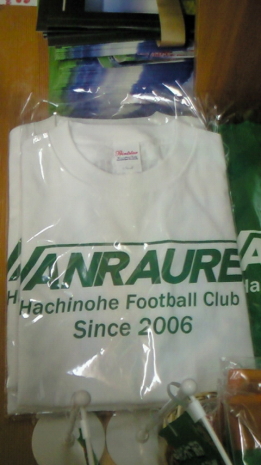 VANRAURE
Hachinohe Football Club
Since 2006